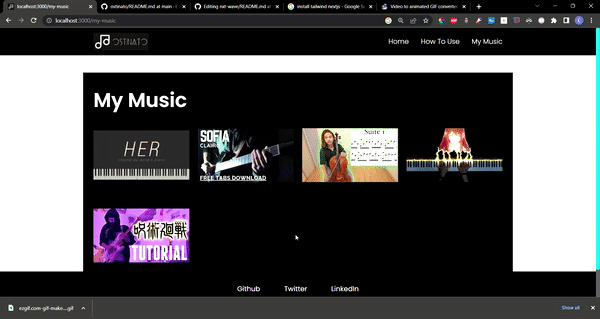 localhost:3000/my-music
ostinato/README.md at main · G
Editing nxt-wave/README.md at
install tailwind nextjs - Google S
Video to animated GIF converter
localhost:3000/my-music
OSTINATO
Home
How To Use
My Music
My Music
HER
SOFIA
CLAIRO
FREE TABS DOWNLOAD
Suite 1
呪術廻戦
TUTORIAL
Github
Twitter
LinkedIn
ezgif.com-gif-make....gif
Show all